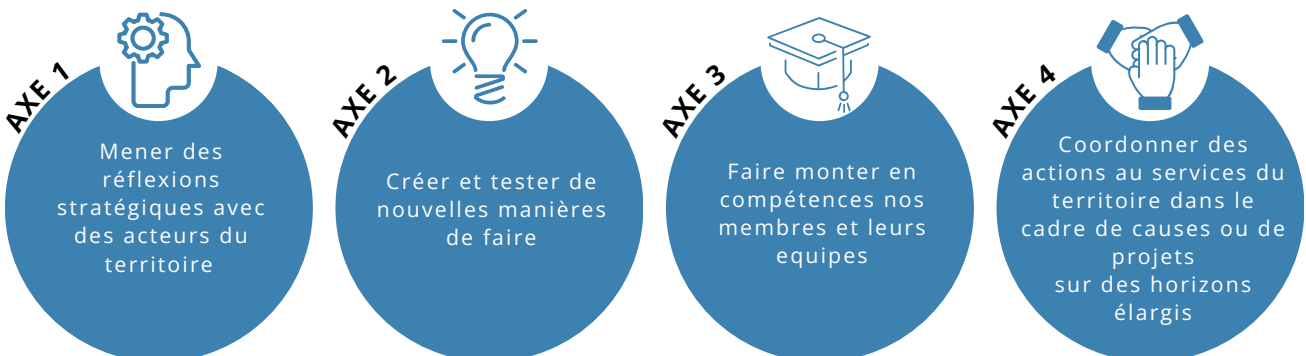 AXE 1
Mener des
réflexions
stratégiques avec
des acteurs du
territoire
AXE 2
Créer et tester de
nouvelles manières
de faire
AXE 3
Faire monter en
compétences nos
membres et leurs
equipes
AXE 4
Coordonner des
actions au services du
territoire dans le
cadre de causes ou de
projets
sur des horizons
élargis